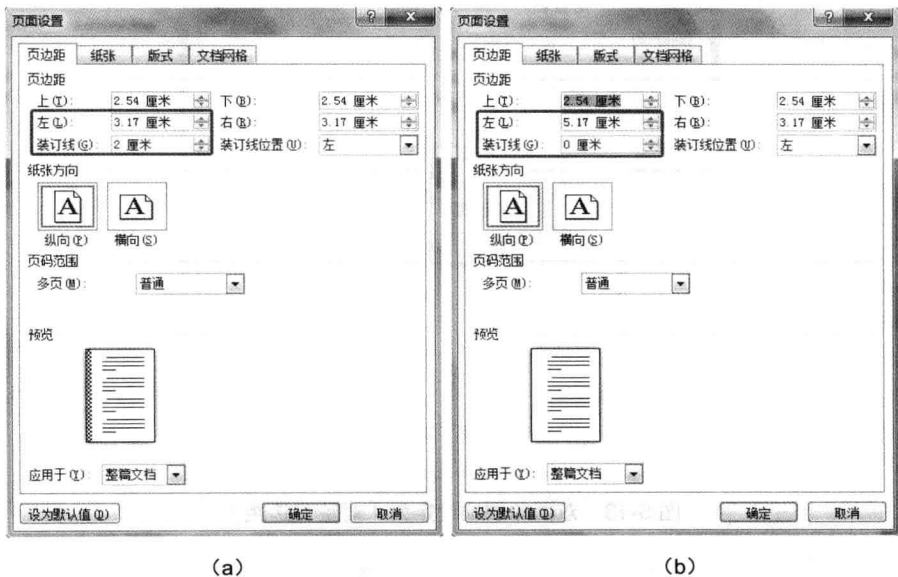 页面设置
页边距 纸张 版式 文档网格
页边距
上(T): 2.54 厘米 下(B): 2.54 厘米
左(L): 3.17 厘米 右(R): 3.17 厘米
装订线(G): 2 厘米 装订线位置(U): 左
纸张方向
A A
纵向(P) 横向(S)
页码范围
多页(M): 普通
预览
应用于(Y): 整篇文档
设为默认值(D) 确定 取消
(a)
页面设置
页边距 纸张 版式 文档网格
页边距
上(T): 2.54 厘米 下(B): 2.54 厘米
左(L): 5.17 厘米 右(R): 3.17 厘米
装订线(G): 0 厘米 装订线位置(U): 左
纸张方向
A A
纵向(P) 横向(S)
页码范围
多页(M): 普通
预览
应用于(Y): 整篇文档
设为默认值(D) 确定 取消
(b)